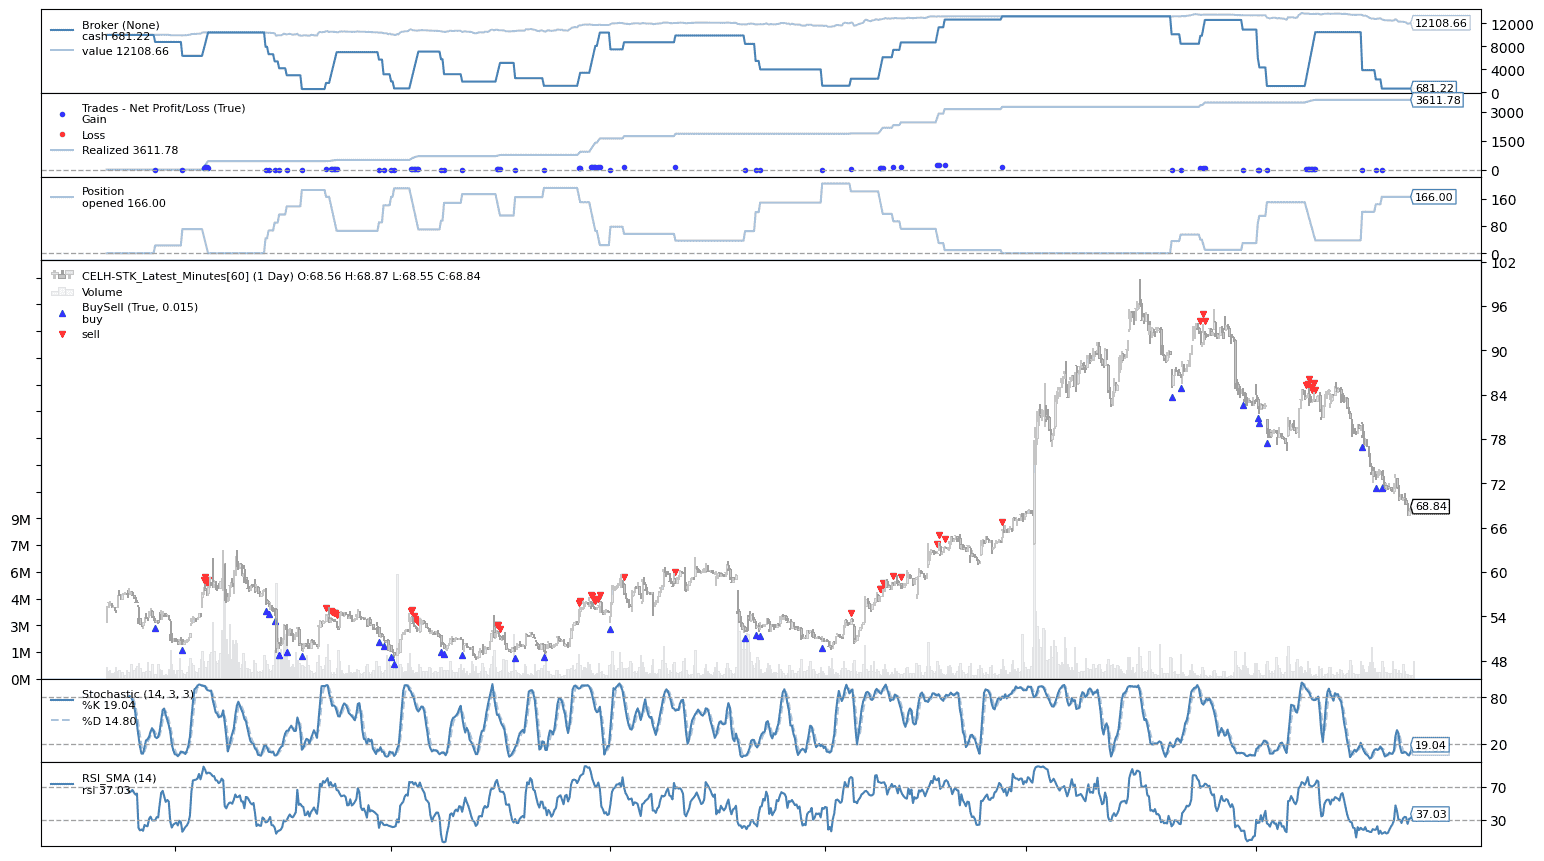 Broker (None)
cash 681.22
value 12108.66
12108.66
681.22
12000
8000
4000
0
Trades - Net Profit/Loss (True)
Gain
Loss
Realized 3611.78
3611.78
3000
1500
0
Position
opened 166.00
166.00
160
80
0
CELH-STK_Latest_Minutes[60] (1 Day) O:68.56 H:68.87 L:68.55 C:68.84
Volume
BuySell (True, 0.015)
buy
sell
102
96
90
84
78
72
68.84
66
60
54
48
9M
7M
6M
4M
3M
1M
0M
Stochastic (14, 3, 3)
%K 19.04
%D 14.80
80
20
19.04
RSI_SMA (14)
rsi 37.03
70
37.03
30